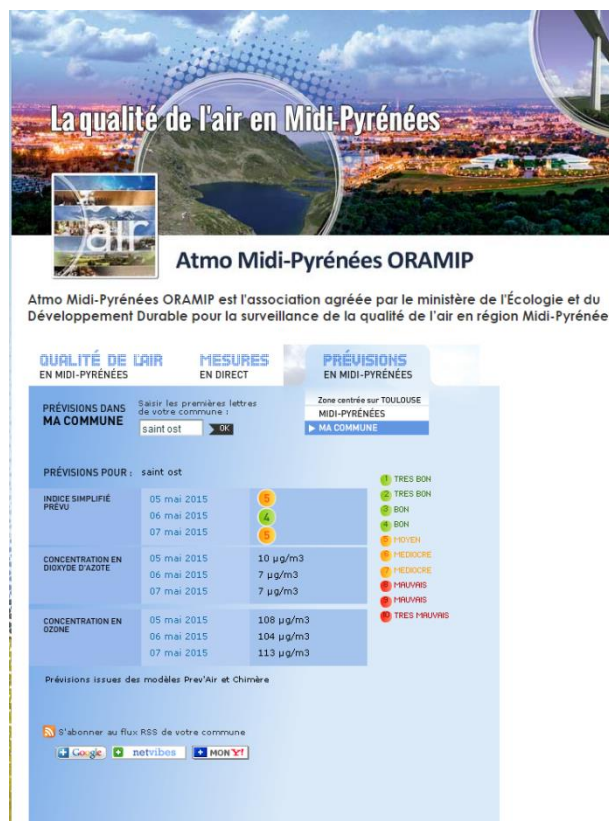 La qualité de l'air en Midi-Pyrénées
air
Atmo Midi-Pyrénées ORAMIP
Atmo Midi-Pyrénées ORAMIP est l'association agréée par le ministère de l'Écologie et du
Développement Durable pour la surveillance de la qualité de l'air en région Midi-Pyrénée
QUALITÉ DE L'AIR
EN MIDI-PYRÉNÉES
MESURES
EN DIRECT
PRÉVISIONS
EN MIDI-PYRÉNÉES
PRÉVISIONS DANS
MA COMMUNE
Saisir les premières lettres
de votre commune :
saint ost
OK
Zone centrée sur TOULOUSE
MIDI-PYRÉNÉES
MA COMMUNE
PRÉVISIONS POUR : saint ost
INDICE SIMPLIFIÉ
PRÉVU
05 mai 2015 5
06 mai 2015 4
07 mai 2015 5
CONCENTRATION EN
DIOXYDE D'AZOTE
05 mai 2015 10 µg/m3
06 mai 2015 7 µg/m3
07 mai 2015 7 µg/m3
CONCENTRATION EN
OZONE
05 mai 2015 108 µg/m3
06 mai 2015 104 µg/m3
07 mai 2015 113 µg/m3
1 TRES BON
2 TRES BON
3 BON
4 BON
5 MOYEN
6 MEDIOCRE
7 MEDIOCRE
8 MAUVAIS
9 MAUVAIS
10 TRES MAUVAIS
Prévisions issues des modèles Prev'Air et Chimère
S'abonner au flux RSS de votre commune
Google
netvibes
MON Y!